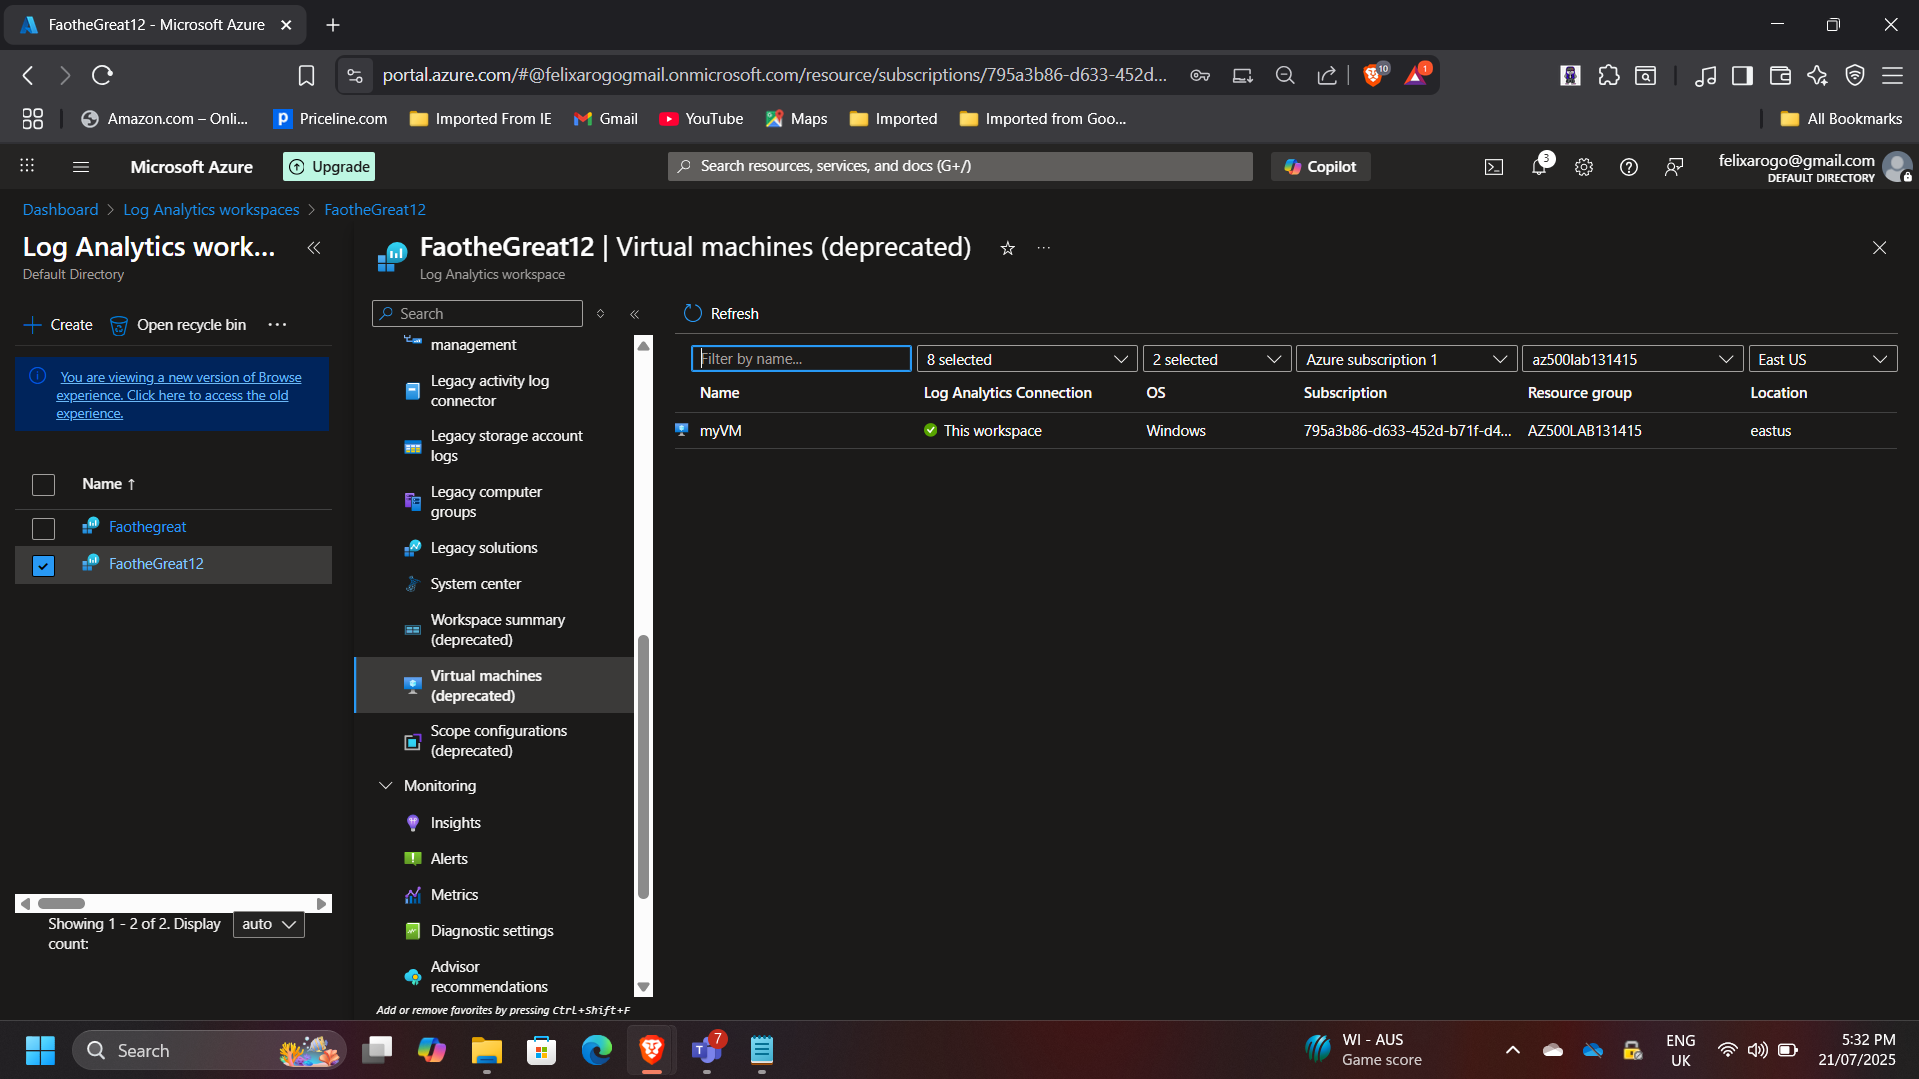 FaotheGreat12 - Microsoft Azure
portal.azure.com/#@felixarogogmail.onmicrosoft.com/resource/subscriptions/795a3b86-d633-452d...
10
1
Amazon.com – Onli...
Priceline.com
Imported From IE
Gmail
YouTube
Maps
Imported
Imported from Goo...
All Bookmarks
Microsoft Azure
Upgrade
Search resources, services, and docs (G+/)
Copilot
3
felixarogo@gmail.com
DEFAULT DIRECTORY
Dashboard > Log Analytics workspaces > FaotheGreat12
Log Analytics work...
Default Directory
Create
Open recycle bin
...
You are viewing a new version of Browse
experience. Click here to access the old
experience.
Name ↑
Faothegreat
FaotheGreat12
Showing 1 - 2 of 2. Display
count:
auto
FaotheGreat12 | Virtual machines (deprecated)
...
Log Analytics workspace
Search
management
Legacy activity log
connector
Legacy storage account
logs
Legacy computer
groups
Legacy solutions
System center
Workspace summary
(deprecated)
Virtual machines
(deprecated)
Scope configurations
(deprecated)
Monitoring
Insights
Alerts
Metrics
Diagnostic settings
Advisor
recommendations
Add or remove favorites by pressing Ctrl+Shift+F
Refresh
Filter by name...
8 selected
2 selected
Azure subscription 1
az500lab131415
East US
Name
Log Analytics Connection
OS
Subscription
Resource group
Location
myVM
This workspace
Windows
795a3b86-d633-452d-b71f-d4...
AZ500LAB131415
eastus
Search
7
WI - AUS
Game score
ENG
UK
5:32 PM
21/07/2025